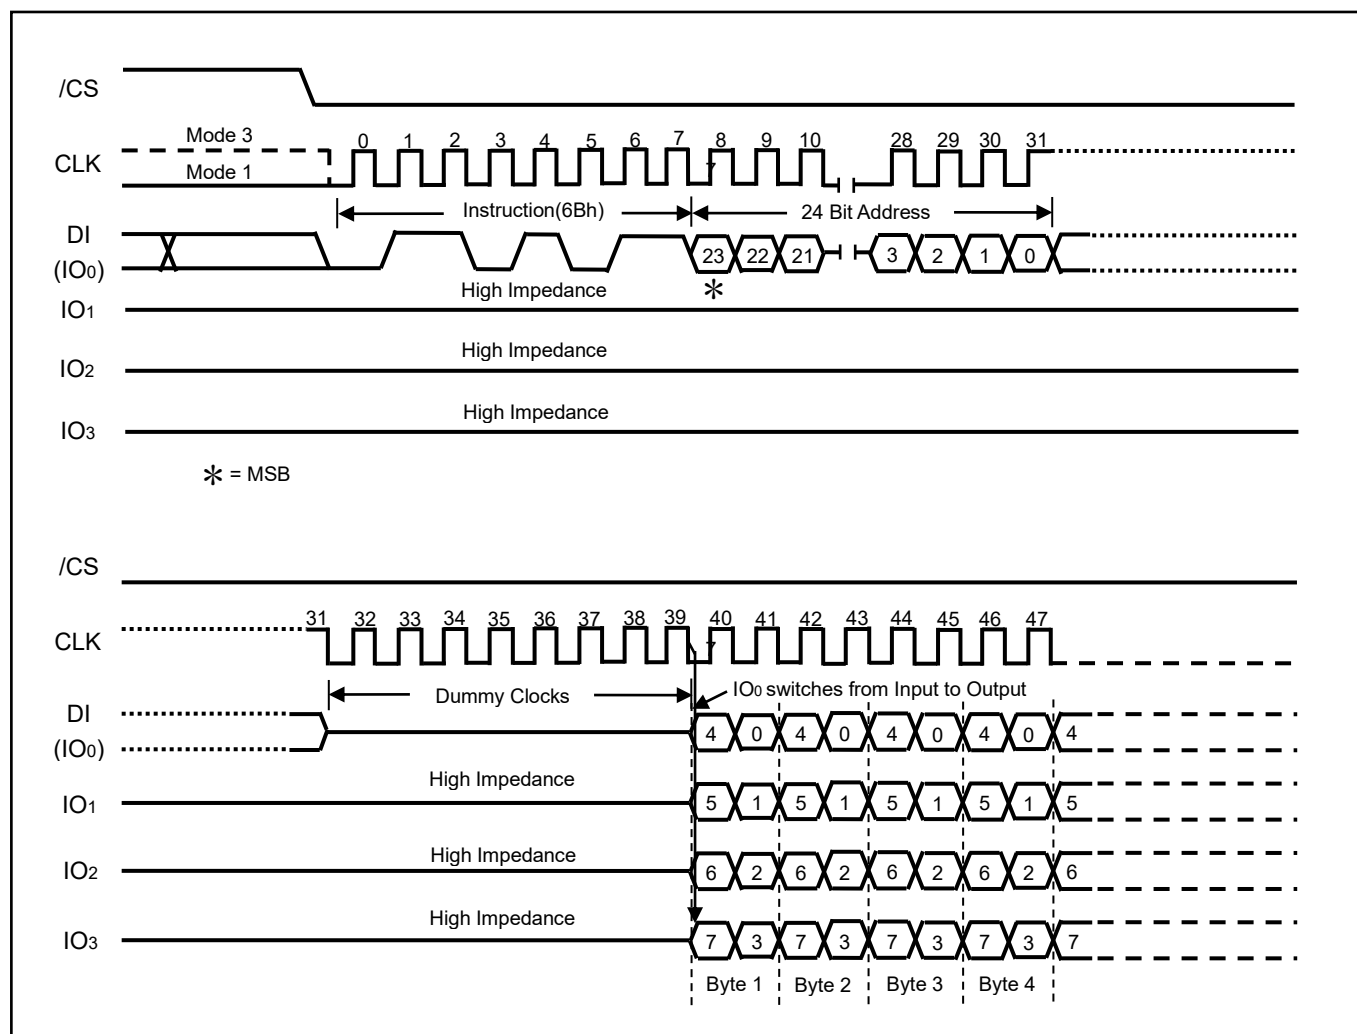 /CS
Mode 3
0 1 2 3 4 5 6 7 8 9 10 28 29 30 31
CLK
7
Mode 1
Instruction(6Bh) 24 Bit Address
DI
(IO0)
23 22 21 3 2 1 0
High Impedance
*
IO1
High Impedance
IO2
High Impedance
IO3
* = MSB
/CS
31 32 33 34 35 36 37 38 39 40 41 42 43 44 45 46 47
CLK
7
Dummy Clocks
IO0 switches from Input to Output
DI
(IO0)
4 0 4 0 4 0 4 0 4
High Impedance
IO1
5 1 5 1 5 1 5 1 5
High Impedance
IO2
6 2 6 2 6 2 6 2 6
High Impedance
IO3
7 3 7 3 7 3 7 3 7
Byte 1 Byte 2 Byte 3 Byte 4